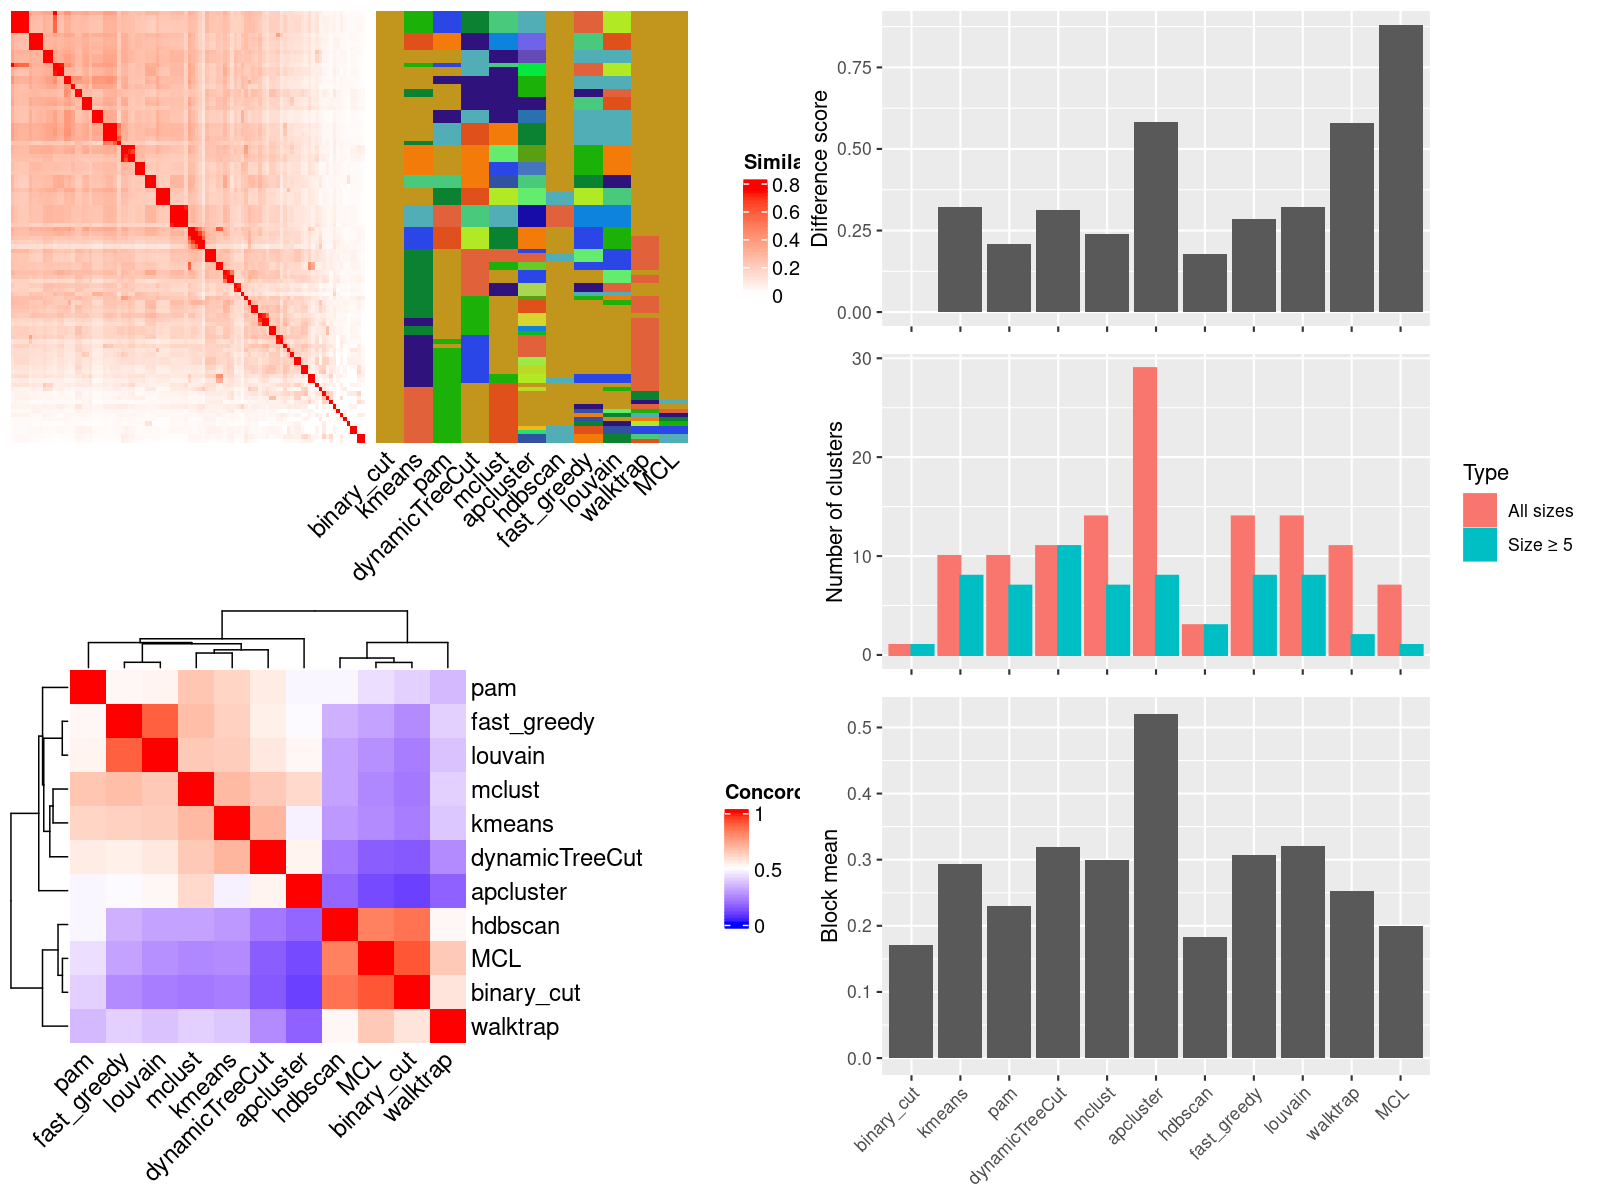 Simila
0.8
0.6
0.4
0.2
0
binary_cut
kmeans
pam
dynamicTreeCut
mclust
apcluster
hdbscan
fast_greedy
louvain
walktrap
MCL
Difference score
0.75
0.50
0.25
0.00
Number of clusters
30
20
10
0
Type
All sizes
Size ≥ 5
pam
fast_greedy
louvain
mclust
kmeans
dynamicTreeCut
apcluster
hdbscan
MCL
binary_cut
walktrap
pam
fast_greedy
louvain
mclust
kmeans
dynamicTreeCut
apcluster
hdbscan
MCL
binary_cut
walktrap
Concord
1
0.5
0
Block mean
0.5
0.4
0.3
0.2
0.1
0.0
binary_cut
kmeans
pam
dynamicTreeCut
mclust
apcluster
hdbscan
fast_greedy
louvain
walktrap
MCL